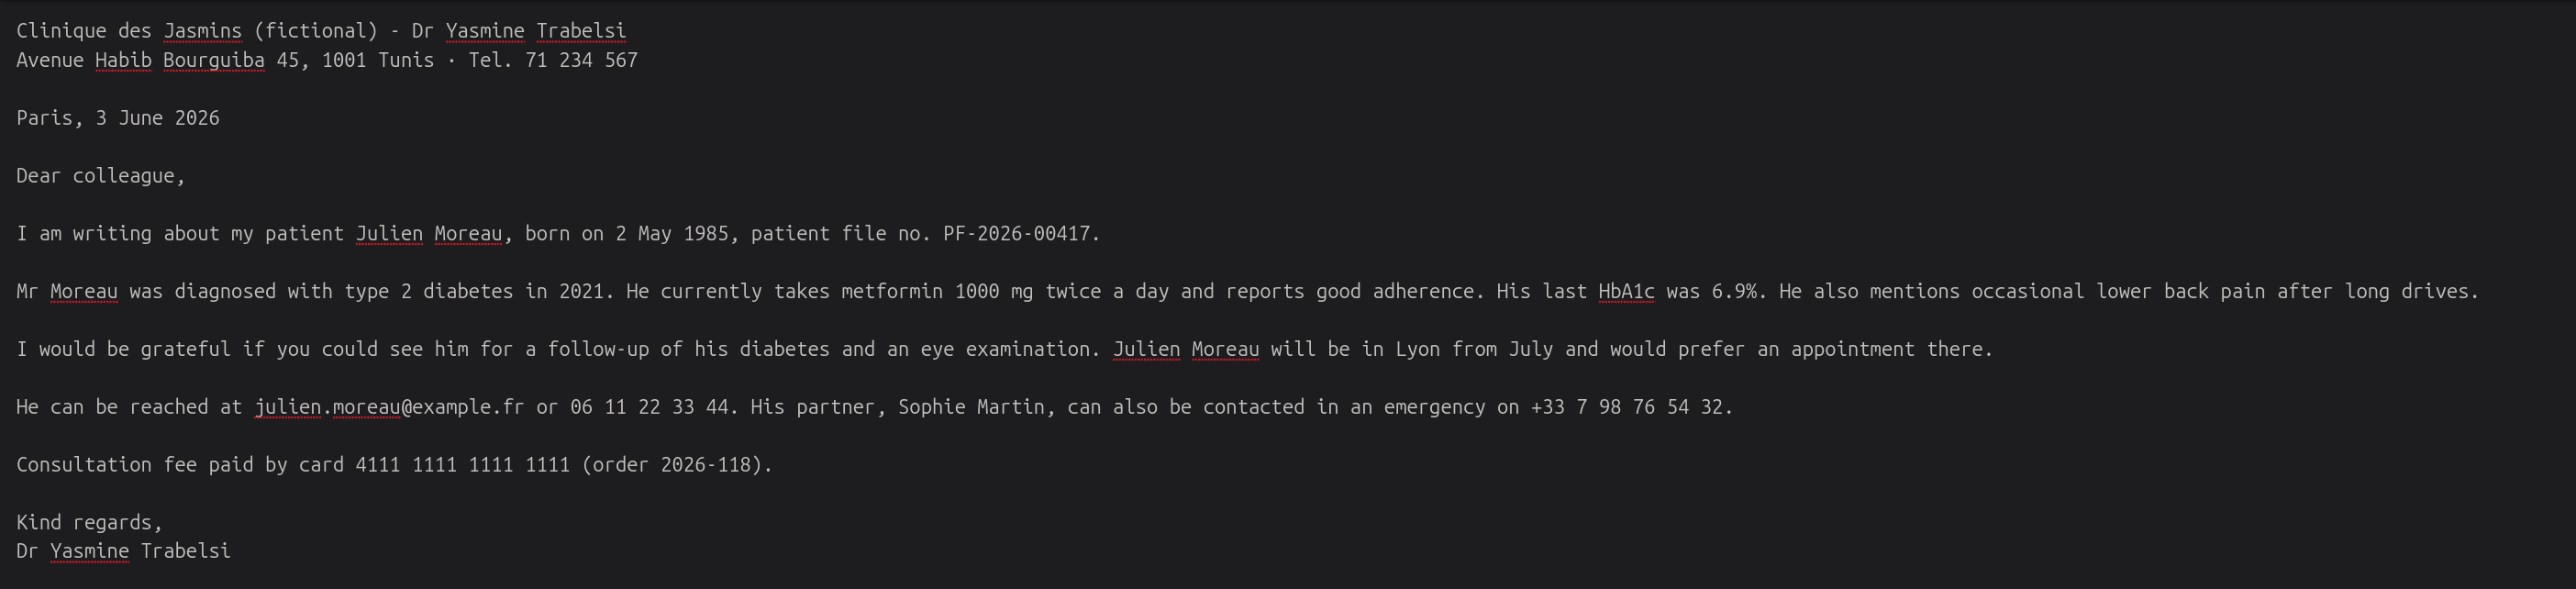 Clinique des Jasmins (fictional) - Dr Yasmine Trabelsi
Avenue Habib Bourguiba 45, 1001 Tunis · Tel. 71 234 567
Paris, 3 June 2026
Dear colleague,
I am writing about my patient Julien Moreau, born on 2 May 1985, patient file no. PF-2026-00417.
Mr Moreau was diagnosed with type 2 diabetes in 2021. He currently takes metformin 1000 mg twice a day and reports good adherence. His last HbA1c was 6.9%. He also mentions occasional lower back pain after long drives.
I would be grateful if you could see him for a follow-up of his diabetes and an eye examination. Julien Moreau will be in Lyon from July and would prefer an appointment there.
He can be reached at julien.moreau@example.fr or 06 11 22 33 44. His partner, Sophie Martin, can also be contacted in an emergency on +33 7 98 76 54 32.
Consultation fee paid by card 4111 1111 1111 1111 (order 2026-118).
Kind regards,
Dr Yasmine Trabelsi